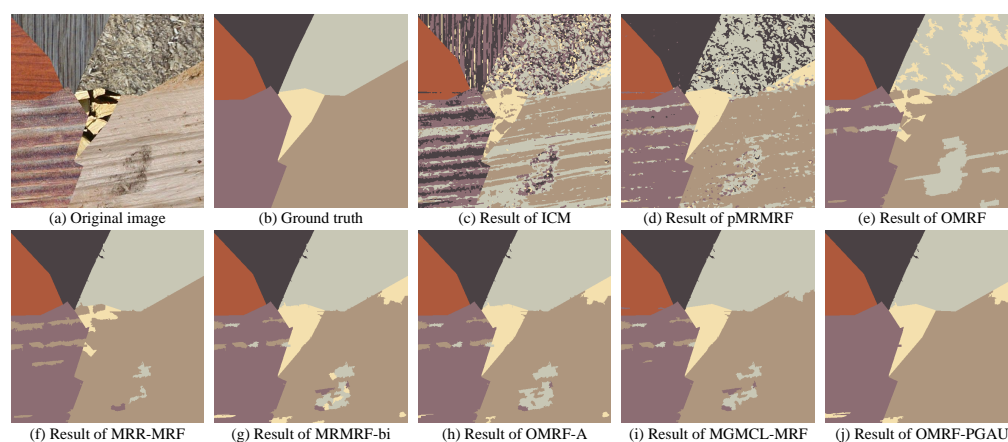 (a) Original image
(b) Ground truth
(c) Result of ICM
(d) Result of pMRMRF
(e) Result of OMRF
(f) Result of MRR-MRF
(g) Result of MRMRF-bi
(h) Result of OMRF-A
(i) Result of MGMCL-MRF
(j) Result of OMRF-PGAU